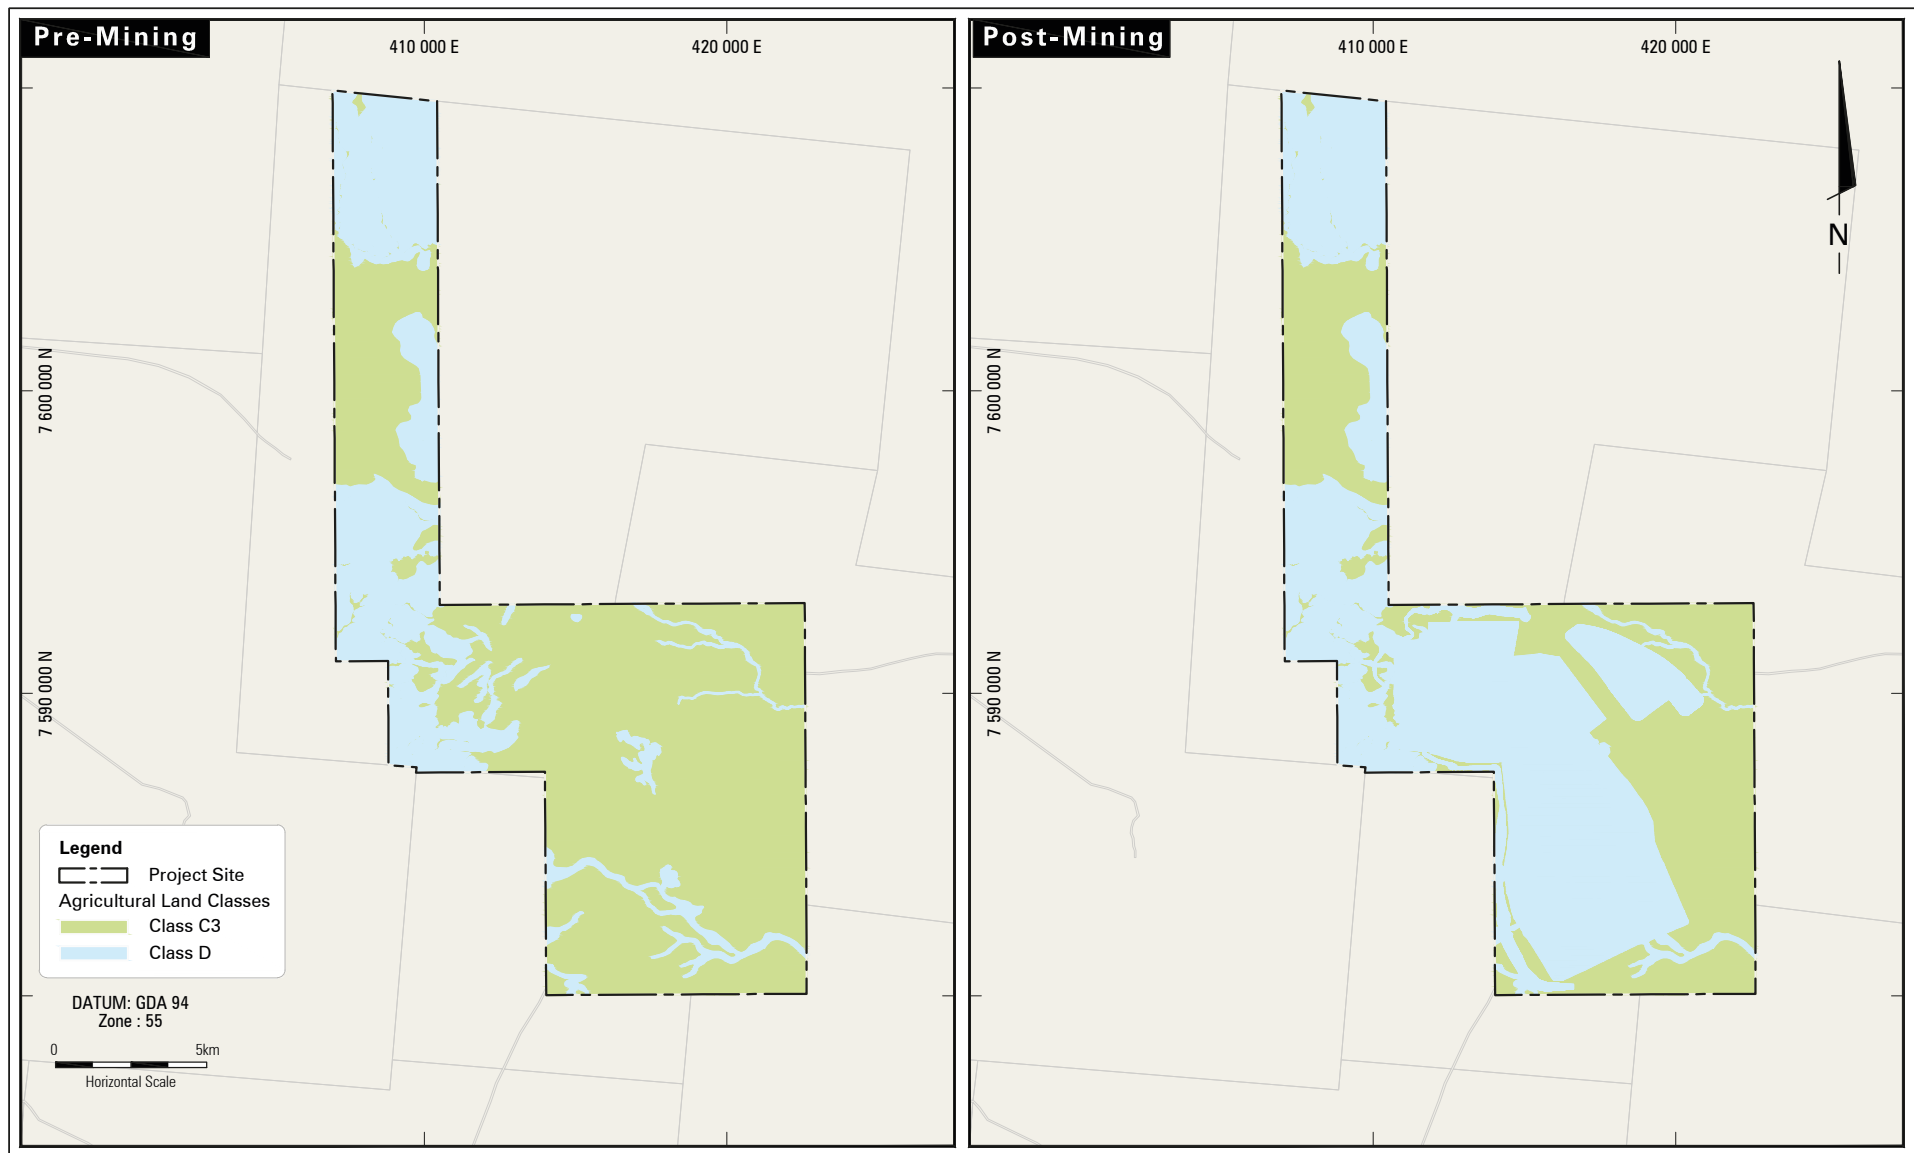 Pre-Mining
410 000 E
420 000 E
7 600 000 N
7 590 000 N
Legend
Project Site
Agricultural Land Classes
Class C3
Class D
DATUM: GDA 94
Zone : 55
0 5km
Horizontal Scale
Post-Mining
410 000 E
420 000 E
N
7 600 000 N
7 590 000 N